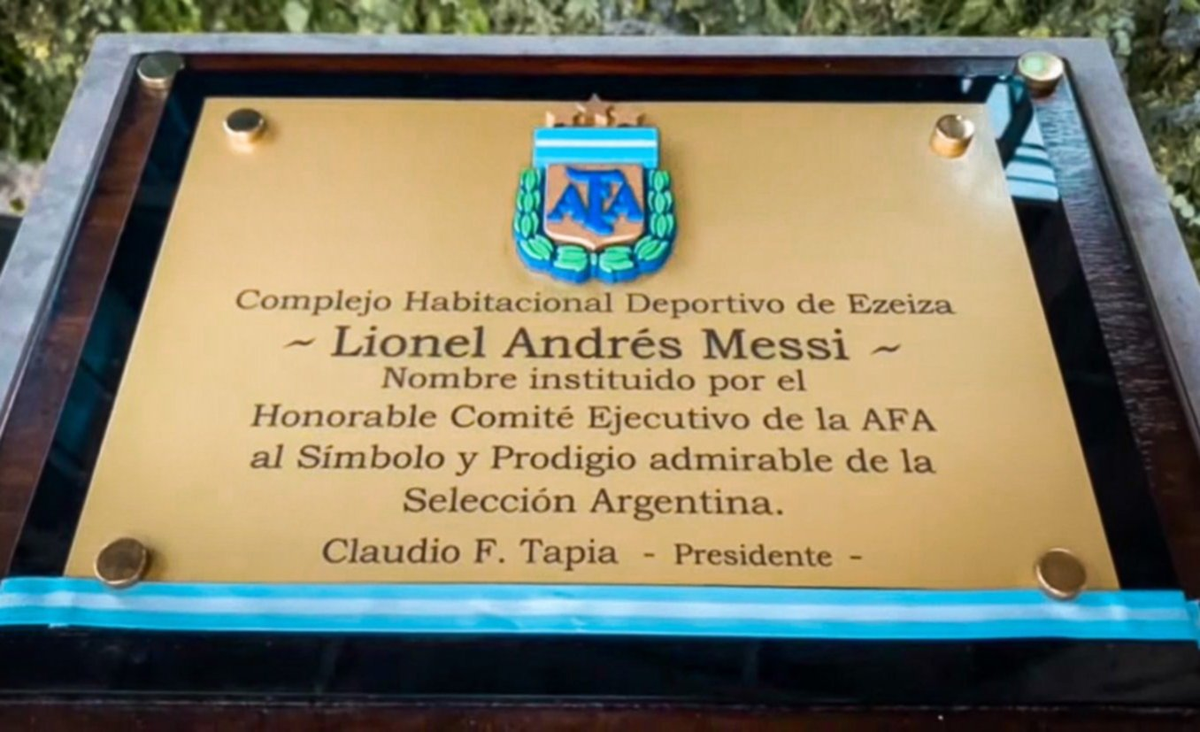 AFA
Complejo Habitacional Deportivo de Ezeiza
~ Lionel Andrés Messi ~
Nombre instituido por el
Honorable Comité Ejecutivo de la AFA
al Símbolo y Prodigio admirable de la
Selección Argentina.
Claudio F. Tapia - Presidente -